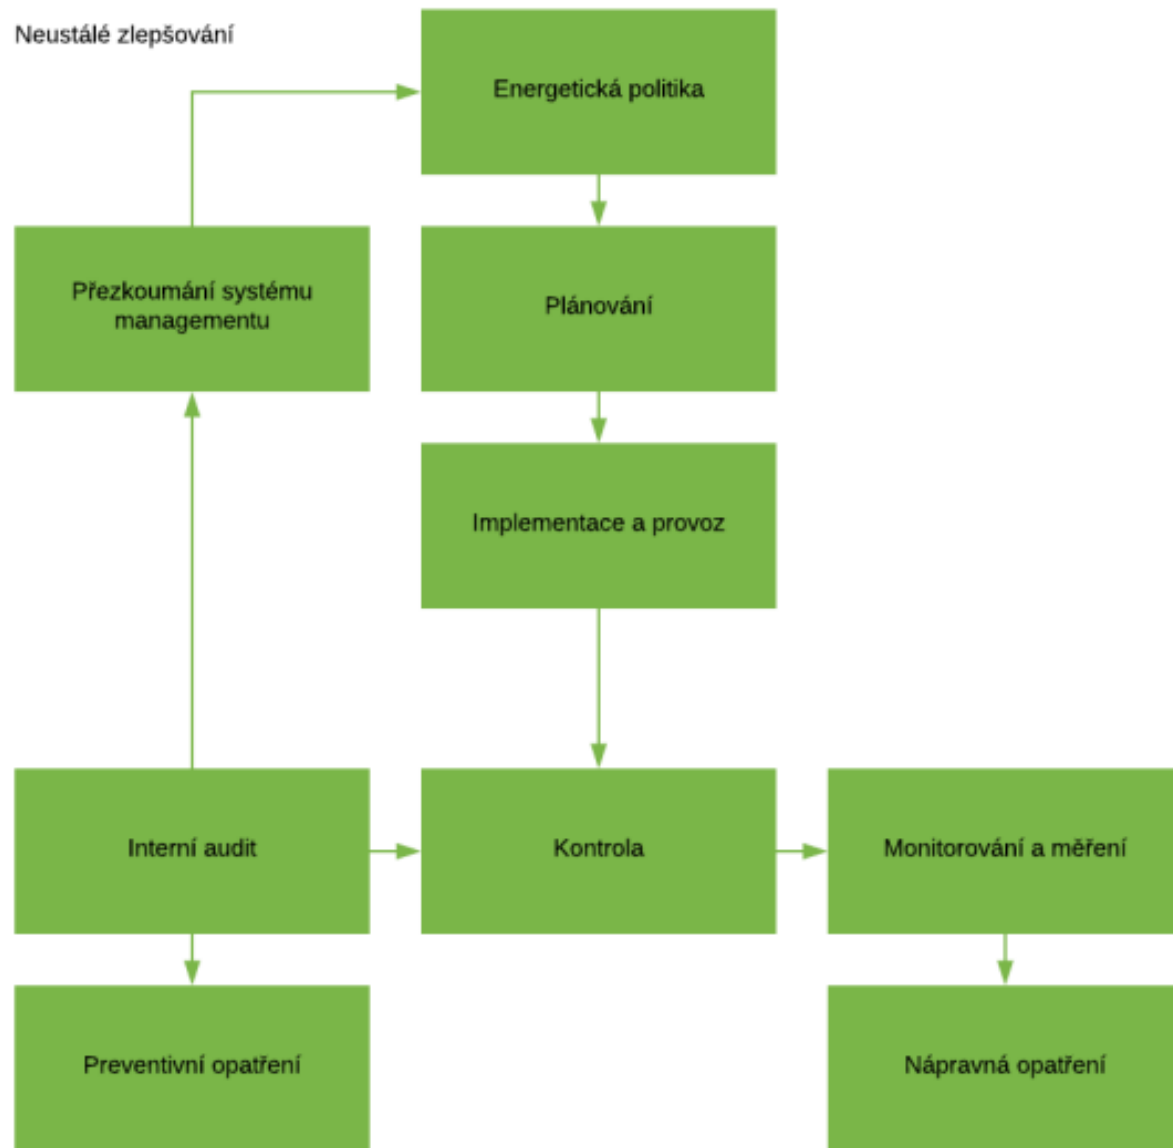 Neustálé zlepšování
Energetická politika
Přezkoumání systému
managementu
Plánování
Implementace a provoz
Interní audit
Kontrola
Monitorování a měření
Preventivní opatření
Nápravná opatření